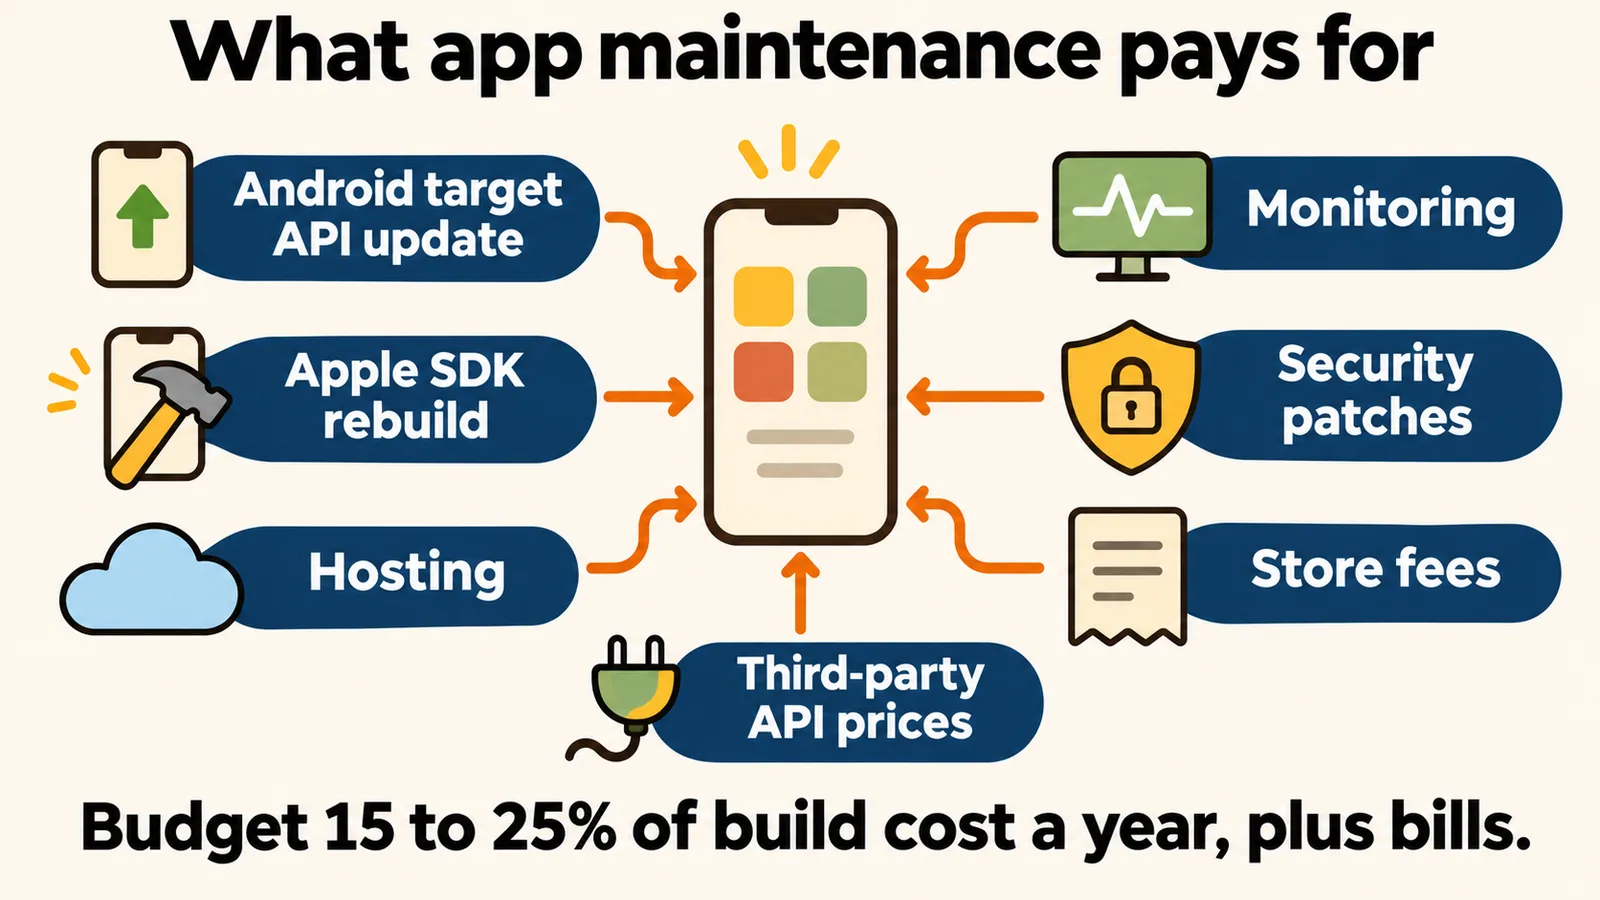 What app maintenance pays for
Android target
API update
Apple SDK
rebuild
Hosting
Monitoring
Security
patches
Store fees
Third-party
API prices
Budget 15 to 25% of build cost a year, plus bills.